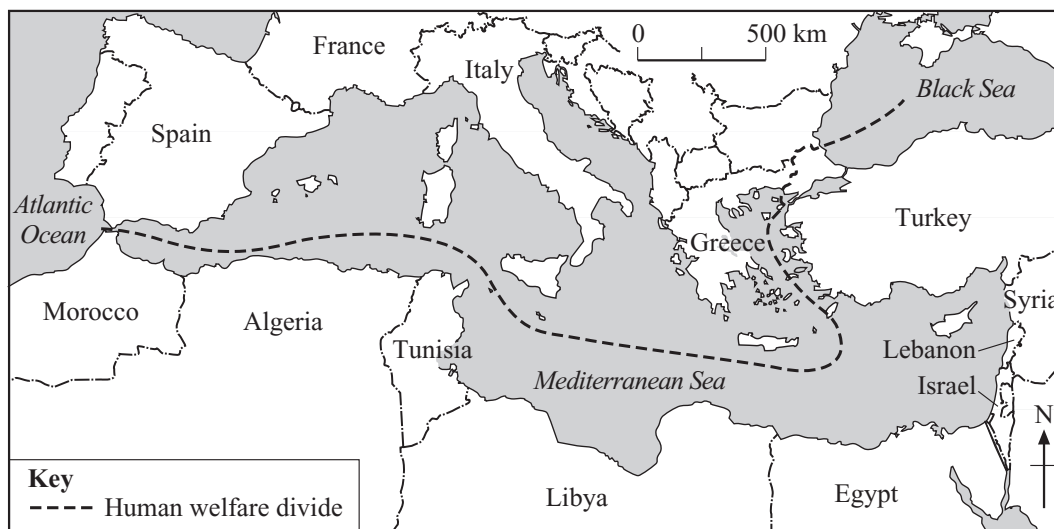 France
0 500 km
Italy
Black Sea
Spain
Atlantic
Ocean
Turkey
Greece
Morocco
Algeria
Syria
Tunisia
Lebanon
Mediterranean Sea
Israel
N
Key
Human welfare divide
Libya
Egypt